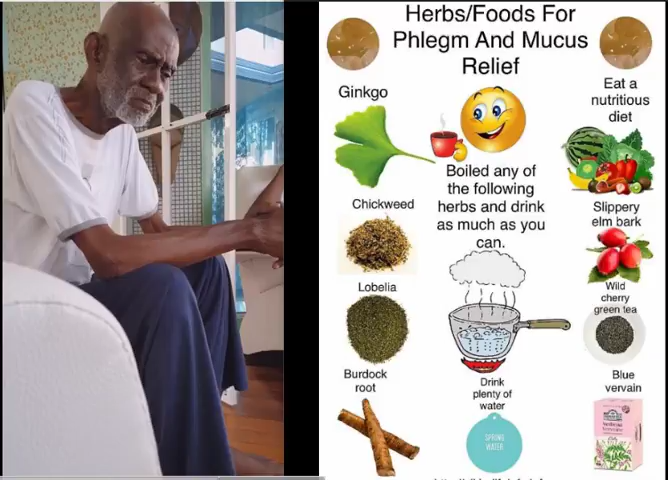 Herbs/Foods For
Phlegm And Mucus
Relief
Ginkgo
Eat a
nutritious
diet
Boiled any of
the following
herbs and drink
as much as you
can.
Chickweed
Slippery
elm bark
Lobelia
Wild
cherry
green tea
Burdock
root
Drink
plenty of
water
Blue
vervain
SPRING
WATER